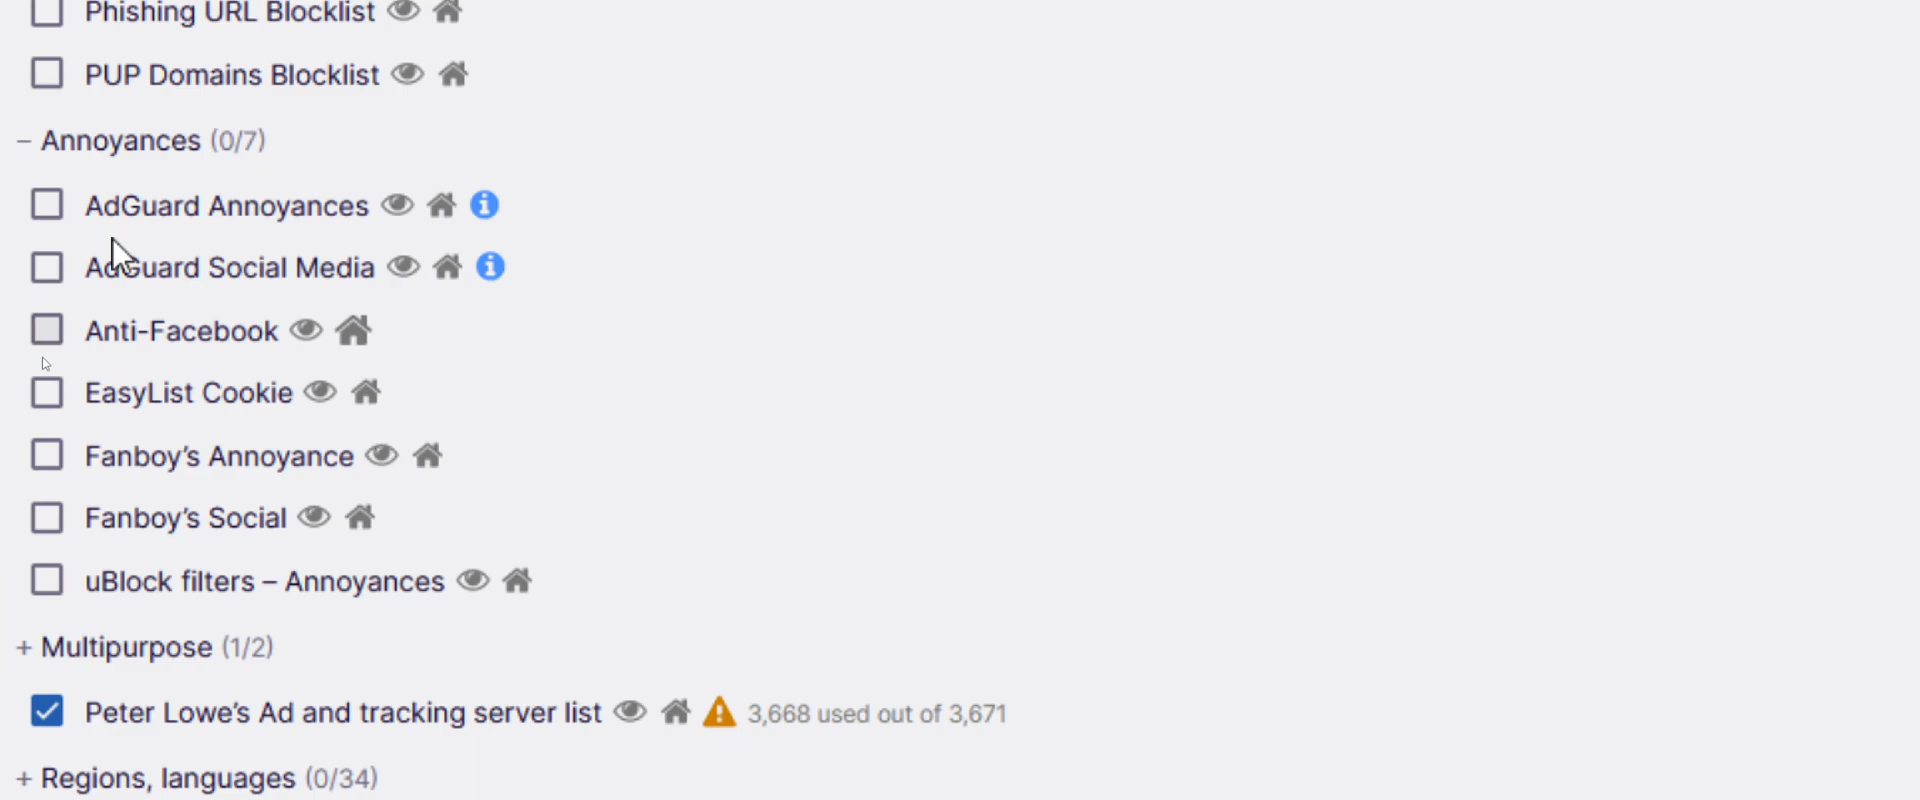 Phishing URL Blocklist
PUP Domains Blocklist
– Annoyances (0/7)
AdGuard Annoyances
AdGuard Social Media
Anti-Facebook
EasyList Cookie
Fanboy’s Annoyance
Fanboy’s Social
uBlock filters – Annoyances
+ Multipurpose (1/2)
Peter Lowe’s Ad and tracking server list 3,668 used out of 3,671
+ Regions, languages (0/34)